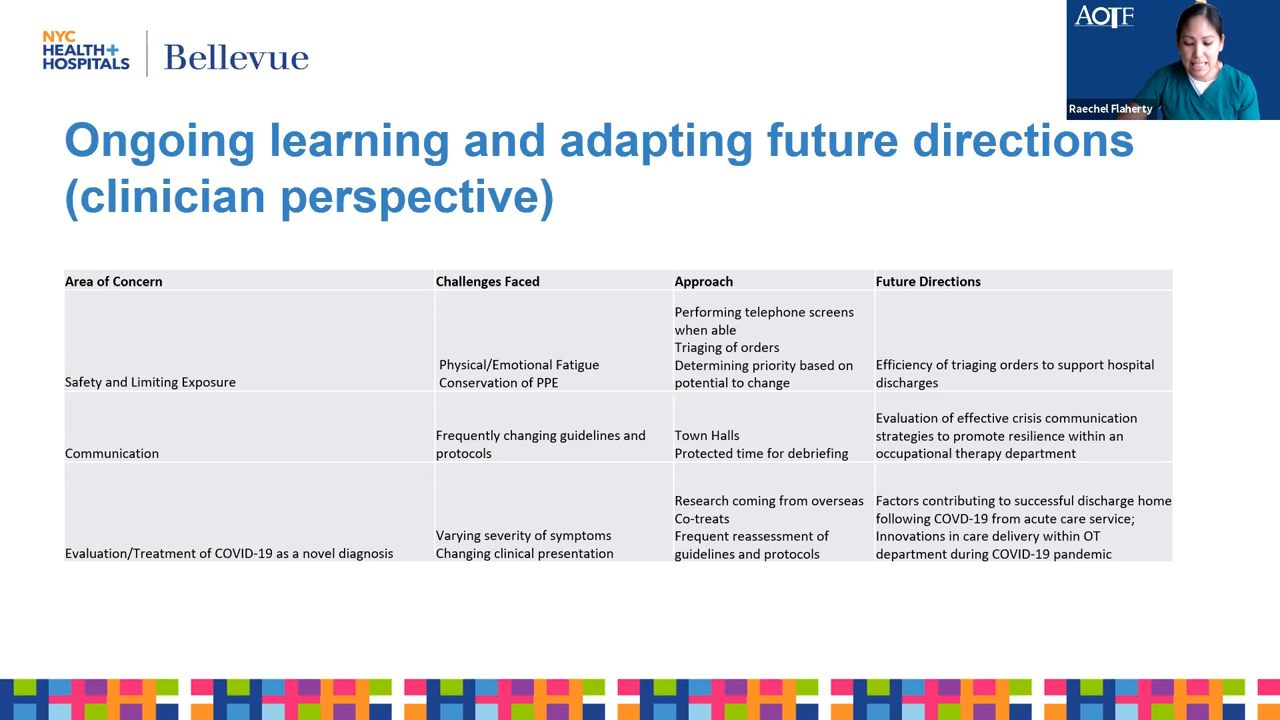 NYC
HEALTH+
HOSPITALS
Bellevue
AOTF
Raechel Flaherty
Ongoing learning and adapting future directions
(clinician perspective)
Area of Concern
Challenges Faced
Approach
Future Directions
Safety and Limiting Exposure
Physical/Emotional Fatigue
Conservation of PPE
Performing telephone screens
when able
Triaging of orders
Determining priority based on
potential to change
Efficiency of triaging orders to support hospital
discharges
Communication
Frequently changing guidelines and
protocols
Town Halls
Protected time for debriefing
Evaluation of effective crisis communication
strategies to promote resilience within an
occupational therapy department
Evaluation/Treatment of COVID-19 as a novel diagnosis
Varying severity of symptoms
Changing clinical presentation
Research coming from overseas
Co-treats
Frequent reassessment of
guidelines and protocols
Factors contributing to successful discharge home
following COVD-19 from acute care service;
Innovations in care delivery within OT
department during COVID-19 pandemic